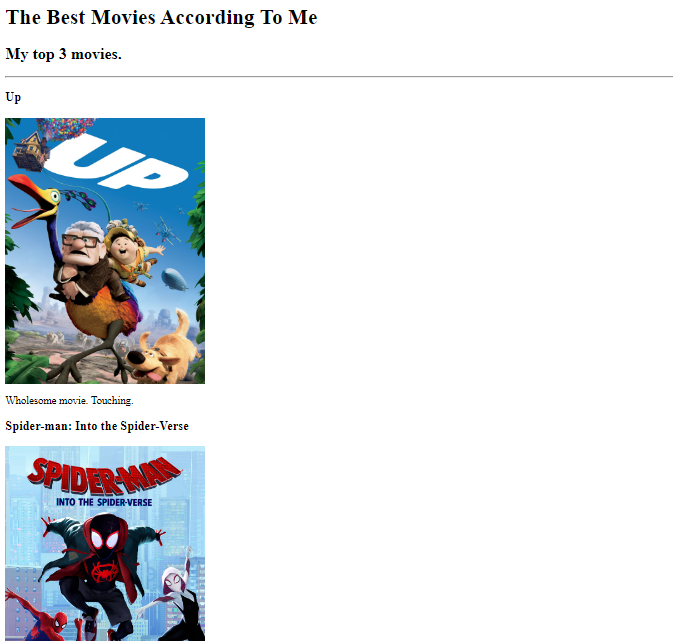 The Best Movies According To Me
My top 3 movies.
Up
UP
Wholesome movie. Touching.
Spider-man: Into the Spider-Verse
SPIDER-MAN
INTO THE SPIDER-VERSE